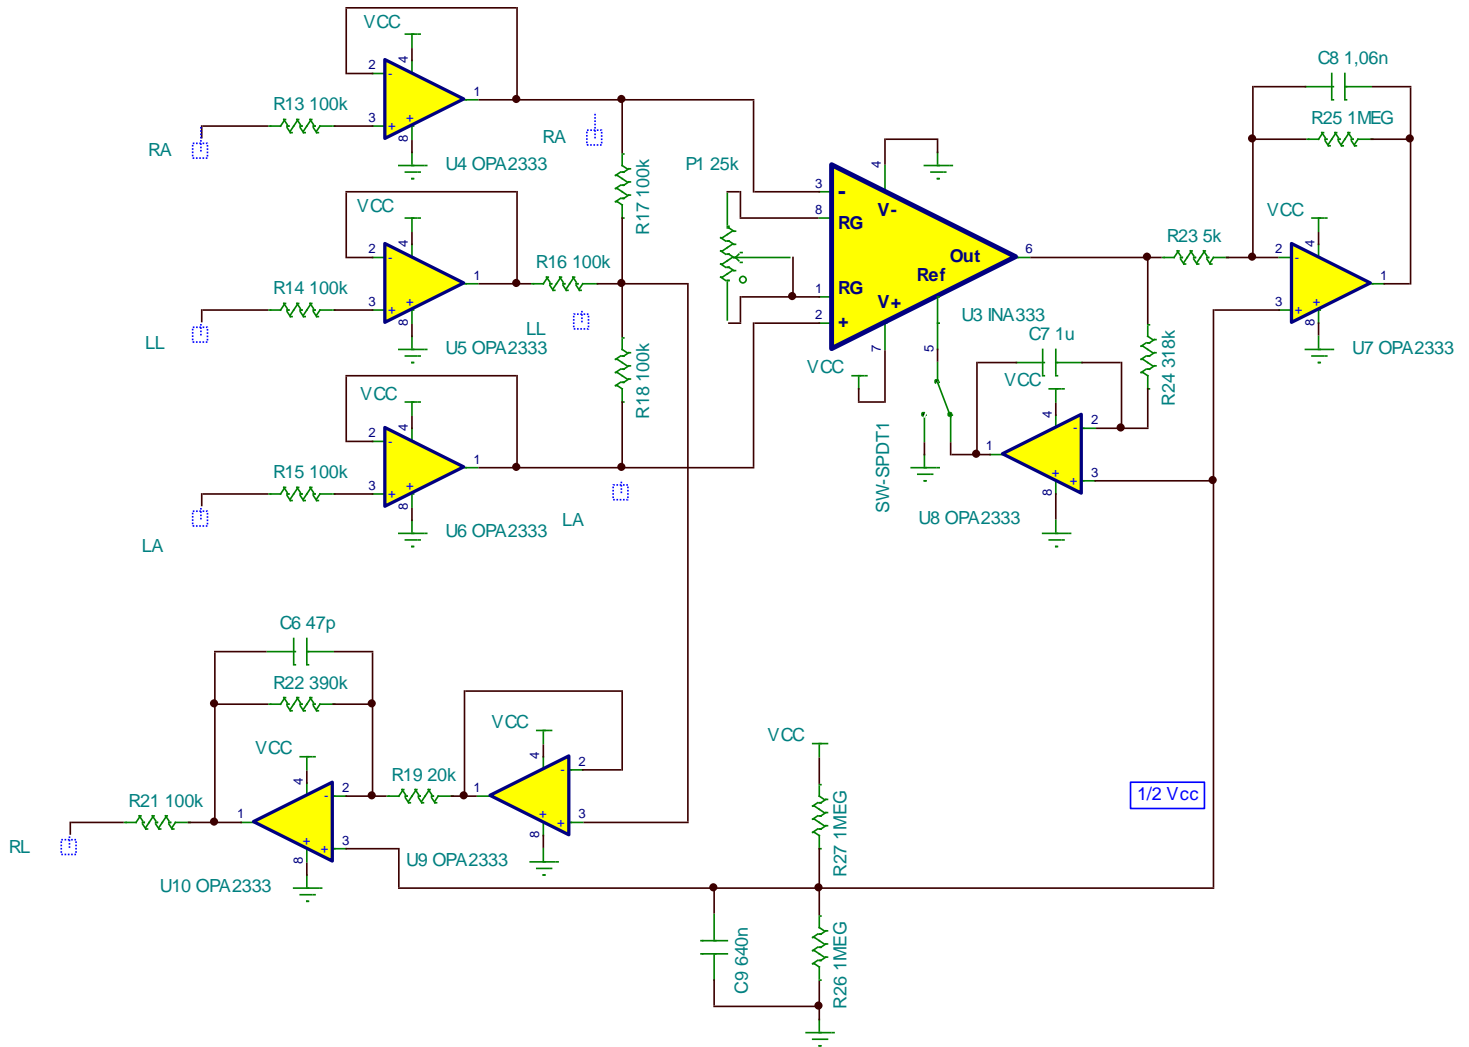 VCC
4
2
-
1
R13 100k
3
+
+
8
RA
U4 OPA2333
RA
R17 100k
VCC
4
2
-
1
R16 100k
R14 100k
3
+
+
8
LL
U5 OPA2333
LL
R18 100k
VCC
4
2
-
1
R15 100k
3
+
+
8
LA
U6 OPA2333
LA
P1 25k
4
3
-
V-
8
RG
Out
6
Ref
1
RG
V+
2
+
U3 INA333
7
5
VCC
SW-SPDT1
C7 1u
VCC
4
-
2
1
+
+
3
8
U8 OPA2333
R24 318k
R23 5k
C8 1,06n
R25 1MEG
VCC
4
2
-
1
3
+
+
8
U7 OPA2333
C6 47p
R22 390k
VCC
4
-
2
R21 100k
1
+
+
3
8
RL
U10 OPA2333
R19 20k
VCC
4
-
2
1
+
+
3
8
U9 OPA2333
VCC
R27 1MEG
1/2 Vcc
C9 640n
R26 1MEG